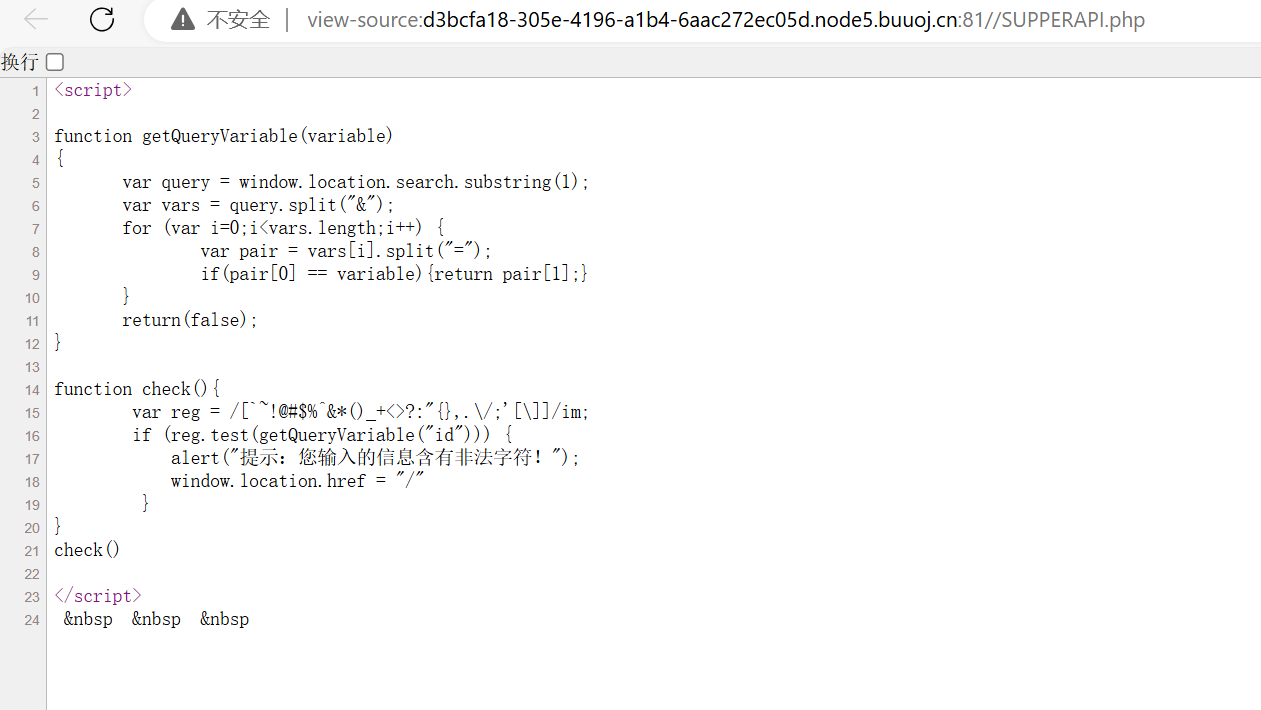 不安全 | view-source:d3bcfa18-305e-4196-a1b4-6aac272ec05d.node5.buuoj.cn:81//SUPPERAPI.php
换行
1 <script>
2
3 function getQueryVariable(variable)
4 {
5 var query = window.location.search.substring(1);
6 var vars = query.split("&");
7 for (var i=0;i<vars.length;i++) {
8 var pair = vars[i].split("=");
9 if(pair[0] == variable){return pair[1];}
10 }
11 return(false);
12 }
13
14 function check(){
15 var reg = /[`~!@#$%^&*()_+<>?:"{},.\/;'[\]]/im;
16 if (reg.test(getQueryVariable("id"))) {
17 alert("提示：您输入的信息含有非法字符！");
18 window.location.href = "/"
19 }
20 }
21 check()
22
23 </script>
24 &nbsp &nbsp &nbsp